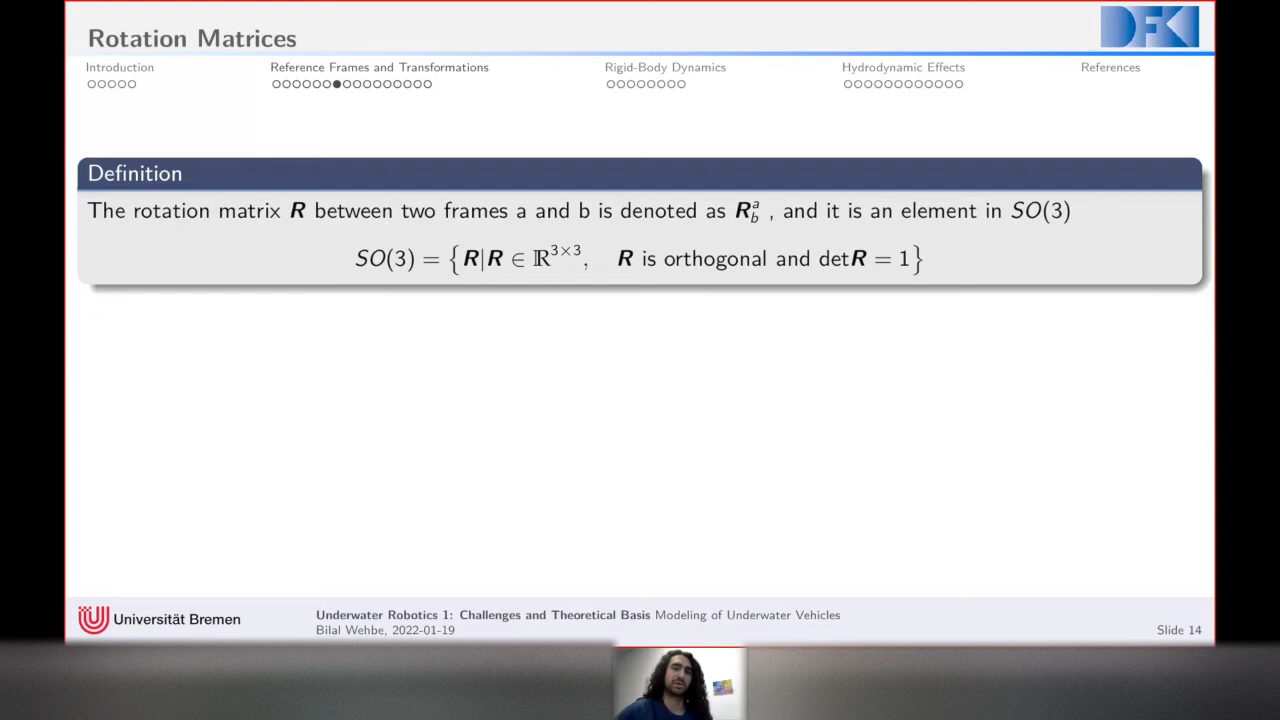 Rotation Matrices
DFKI
Introduction
Reference Frames and Transformations
Rigid-Body Dynamics
Hydrodynamic Effects
References
Definition
The rotation matrix R between two frames a and b is denoted as R_b^a , and it is an element in SO(3)
SO(3) = {R|R ∈ ℝ^{3×3}, R is orthogonal and detR = 1}
Universität Bremen
Underwater Robotics 1: Challenges and Theoretical Basis Modeling of Underwater Vehicles
Bilal Wehbe, 2022-01-19
Slide 14